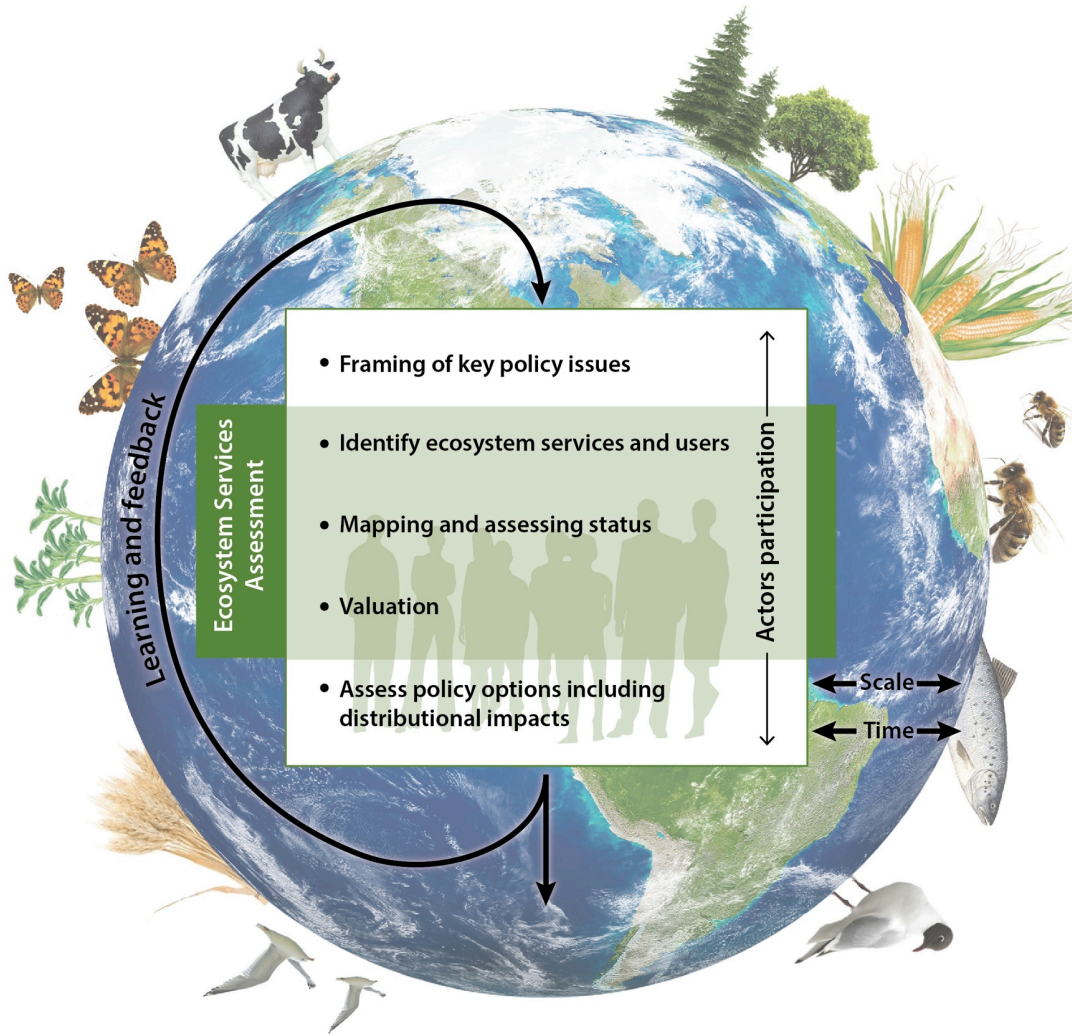 Learning and feedback
Ecosystem Services
Assessment
• Framing of key policy issues
• Identify ecosystem services and users
• Mapping and assessing status
• Valuation
• Assess policy options including
distributional impacts
Actors participation
Scale
Time